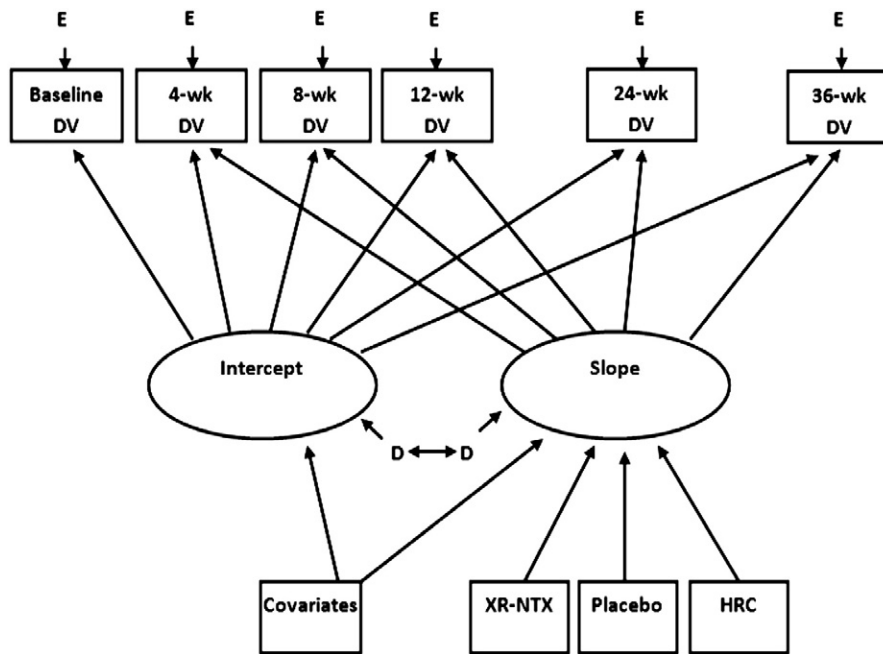 E E E E E E
Baseline 4-wk 8-wk 12-wk 24-wk 36-wk
DV DV DV DV DV DV
Intercept Slope
D D
Covariates XR-NTX Placebo HRC